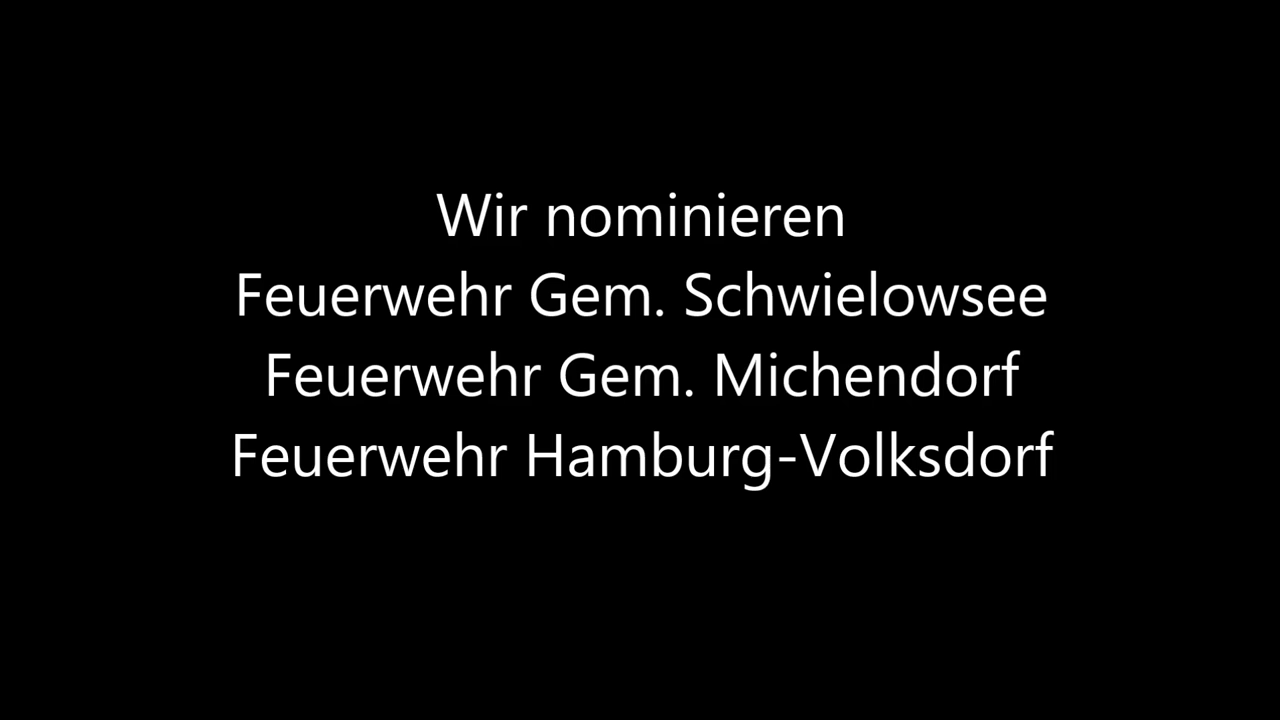 Wir nominieren
Feuerwehr Gem. Schwielowsee
Feuerwehr Gem. Michendorf
Feuerwehr Hamburg-Volksdorf